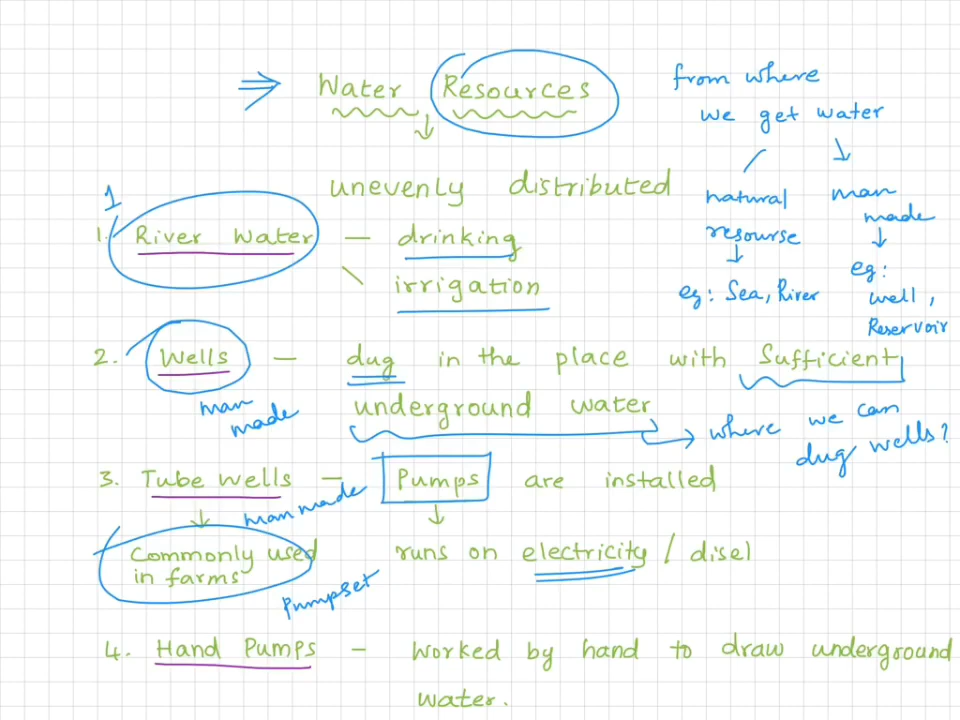 ⇒ Water Resources
from where
we get water
unevenly distributed
natural
resourse
eg: Sea, River
man
made
eg:
well,
Reservoir
1
1. River Water — drinking
irrigation
2. Wells — dug in the place with Sufficient
man
made
underground water
where we can
dug wells?
3. Tube wells — Pumps are installed
man made
Commonly used
in farms
runs on electricity / disel
Pumpset
4. Hand Pumps — Worked by hand to draw underground
water.